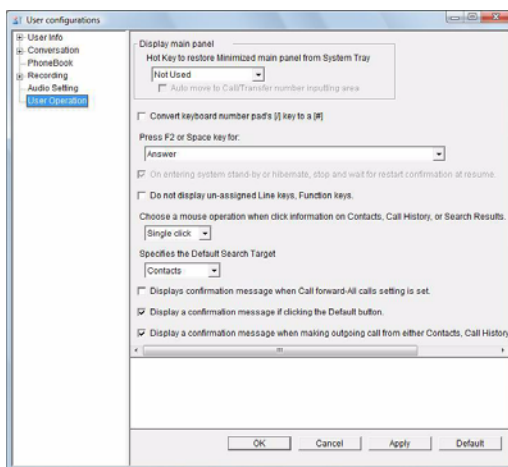 User configurations
User Info
Conversation
PhoneBook
Recording
Audio Setting
User Operation
Display main panel
Hot Key to restore Minimized main panel from System Tray
Not Used
Auto move to Call/Transfer number inputting area
Convert keyboard number pad's [/] key to a [#]
Press F2 or Space key for:
Answer
On entering system stand-by or hibernate, stop and wait for restart confirmation at resume.
Do not display un-assigned Line keys, Function keys.
Choose a mouse operation when click information on Contacts, Call History, or Search Results.
Single click
Specifies the Default Search Target
Contacts
Displays confirmation message when Call forward-All calls setting is set.
Display a confirmation message if clicking the Default button.
Display a confirmation message when making outgoing call from either Contacts, Call History
OK Cancel Apply Default